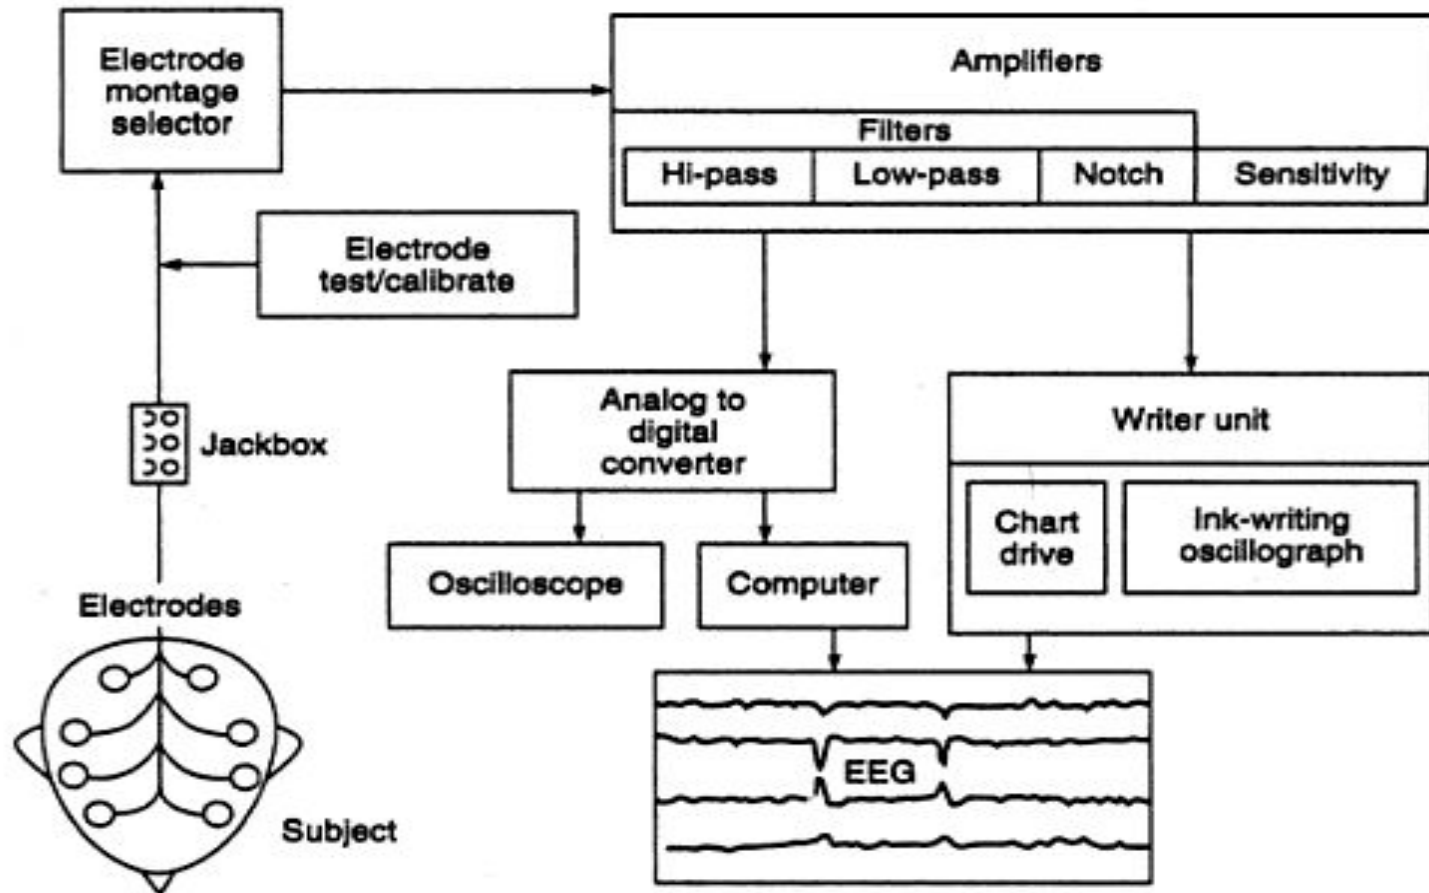 Electrode
montage
selector
Amplifiers
Filters
Hi-pass
Low-pass
Notch
Sensitivity
Electrode
test/calibrate
Analog to
digital
converter
Writer unit
Jackbox
Chart
drive
Ink-writing
oscillograph
Oscilloscope
Computer
Electrodes
EEG
Subject